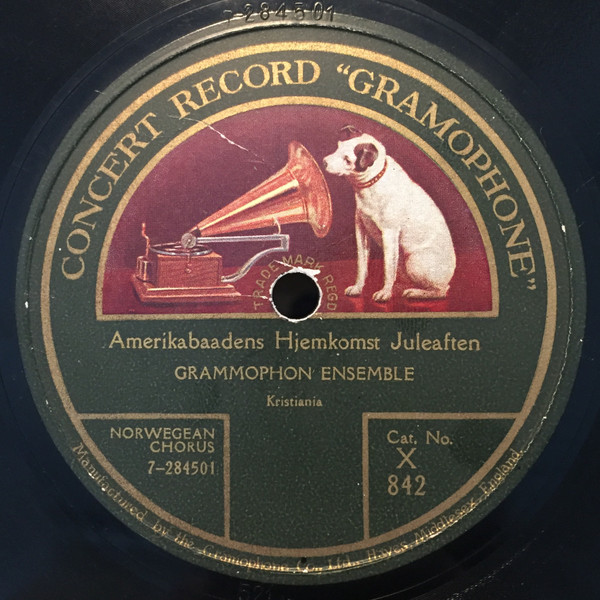 7-284501
CONCERT RECORD "GRAMOPHONE"
TRADE MARK REGD
Amerikabaadens Hjemkomst Juleaften
GRAMMOPHON ENSEMBLE
Kristiania
NORWEGEAN
CHORUS
7-284501
Cat. No.
X
842
Manufactured by the Gramophone Co., Ltd., Hayes, Middlesex, England.